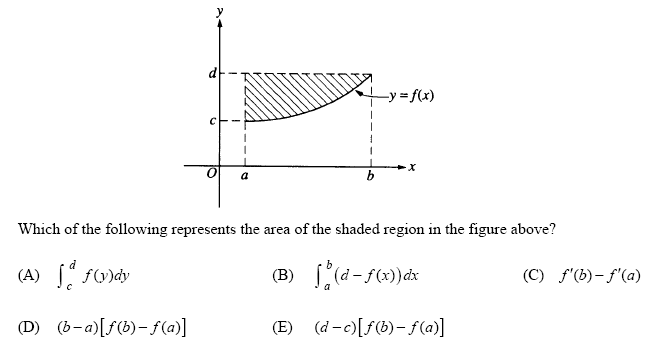 y
d
y = f(x)
c
O a b x
Which of the following represents the area of the shaded region in the figure above?
(A) ∫_c^d f(y)dy (B) ∫_a^b (d − f(x))dx (C) f'(b) − f'(a)
(D) (b − a)[f(b) − f(a)] (E) (d − c)[f(b) − f(a)]